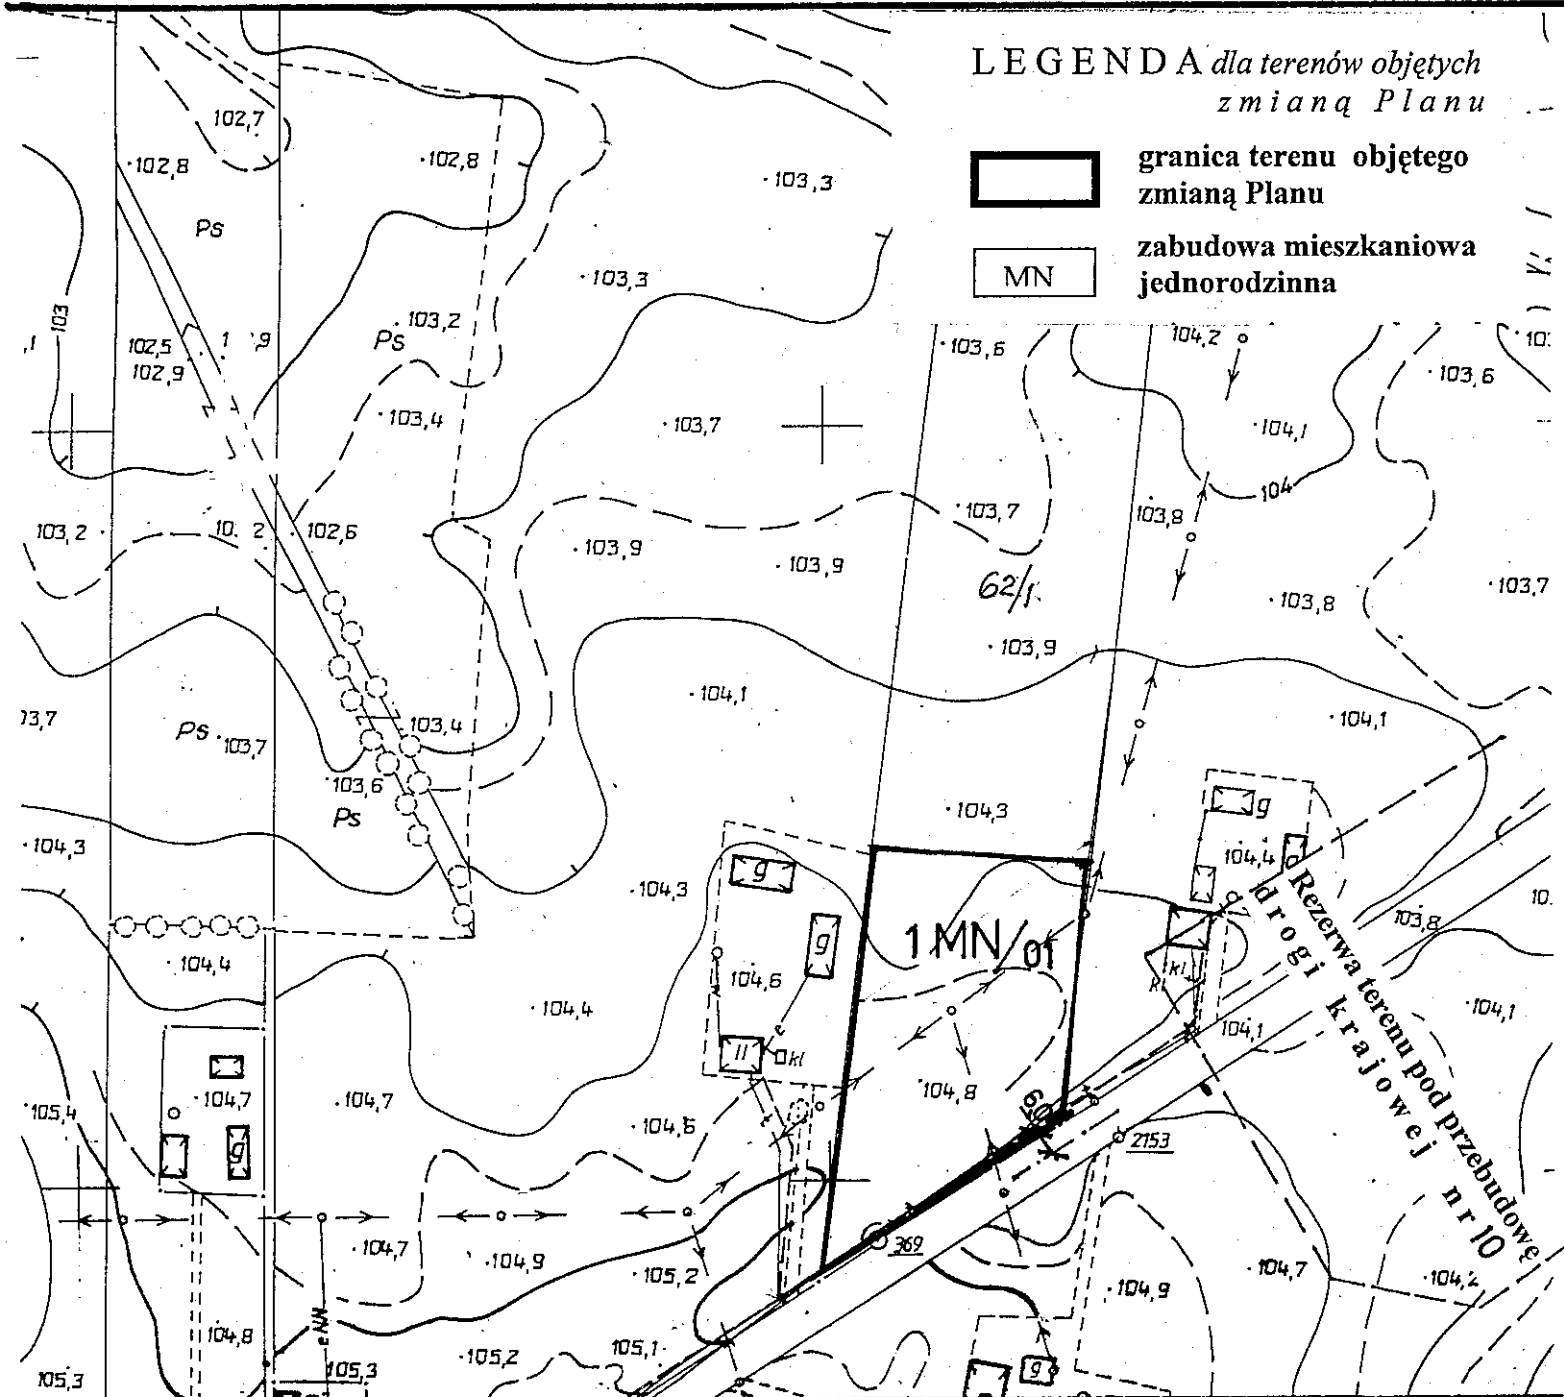 LEGENDA dla terenów objętych
zmianą Planu
granica terenu objętego
zmianą Planu
MN
zabudowa mieszkaniowa
jednorodzinna
102,7
102,8
102,8
103,3
Ps
103,3
103
103,2
Ps
102,5
102,9
103,6
104,2
103,6
103,4
103,7
104,1
104
103,2
102,6
103,9
103,9
103,7
103,8
62/1
103,8
103,7
103,9
104,1
104,1
Ps
103,7
103,4
103,6
Ps
104,3
104,3
g
104,3
g
104,4
g
1MN/01
103,8
104,4
104,6
104,4
kl
kl
104,1
104,1
Rezerwa terenu pod przebudowę
drogi krajowej nr 10
e
kl
104,7
105,4
104,7
g
104,6
t
104,8
60
2153
369
104,7
104,9
105,2
104,9
104,7
104,8
eNN
105,3
105,3
105,2
105,1
g